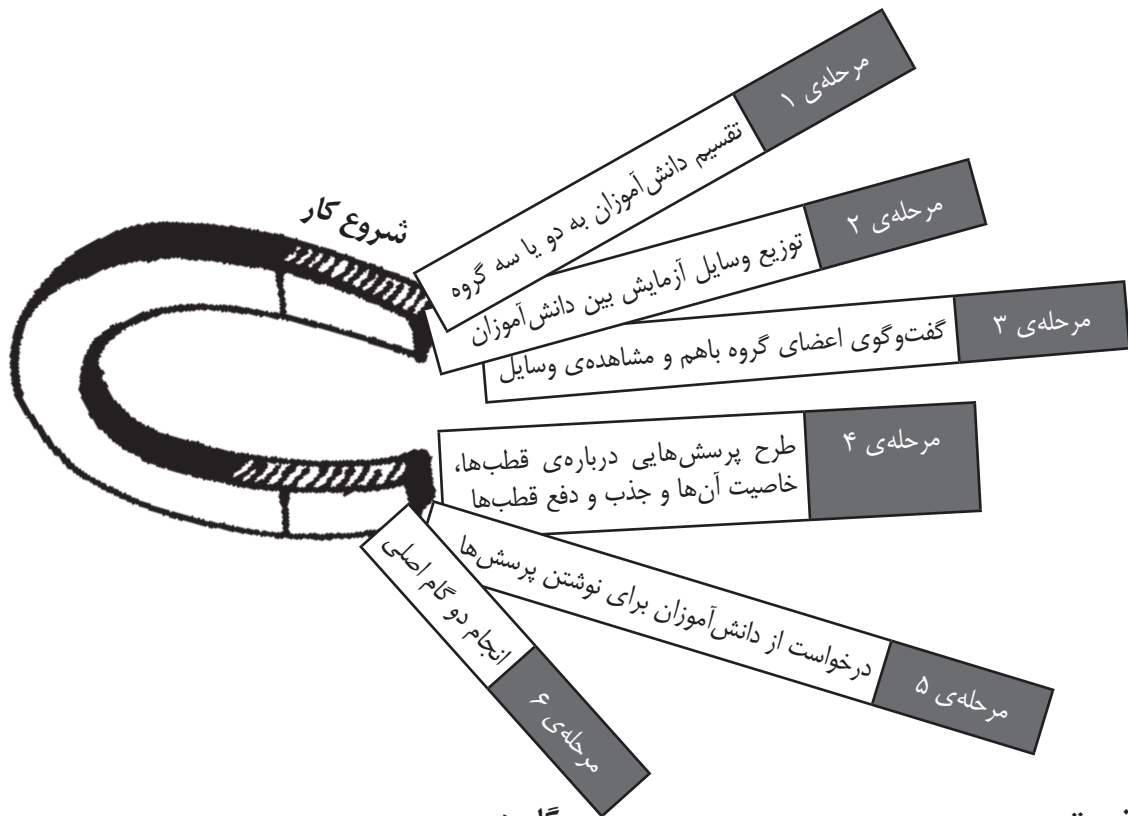 شروع کار
مرحله‌ی ۱
تقسیم دانش‌آموزان به دو یا سه گروه
مرحله‌ی ۲
توزیع وسایل آزمایش بین دانش‌آموزان
مرحله‌ی ۳
گفت‌وگوی اعضای گروه باهم و مشاهده‌ی وسایل
مرحله‌ی ۴
طرح پرسش‌هایی درباره‌ی قطب‌ها،
خاصیت آن‌ها و جذب و دفع قطب‌ها
مرحله‌ی ۵
درخواست از دانش‌آموزان برای نوشتن پرسش‌ها
مرحله‌ی ۶
انجام دو گام اصلی